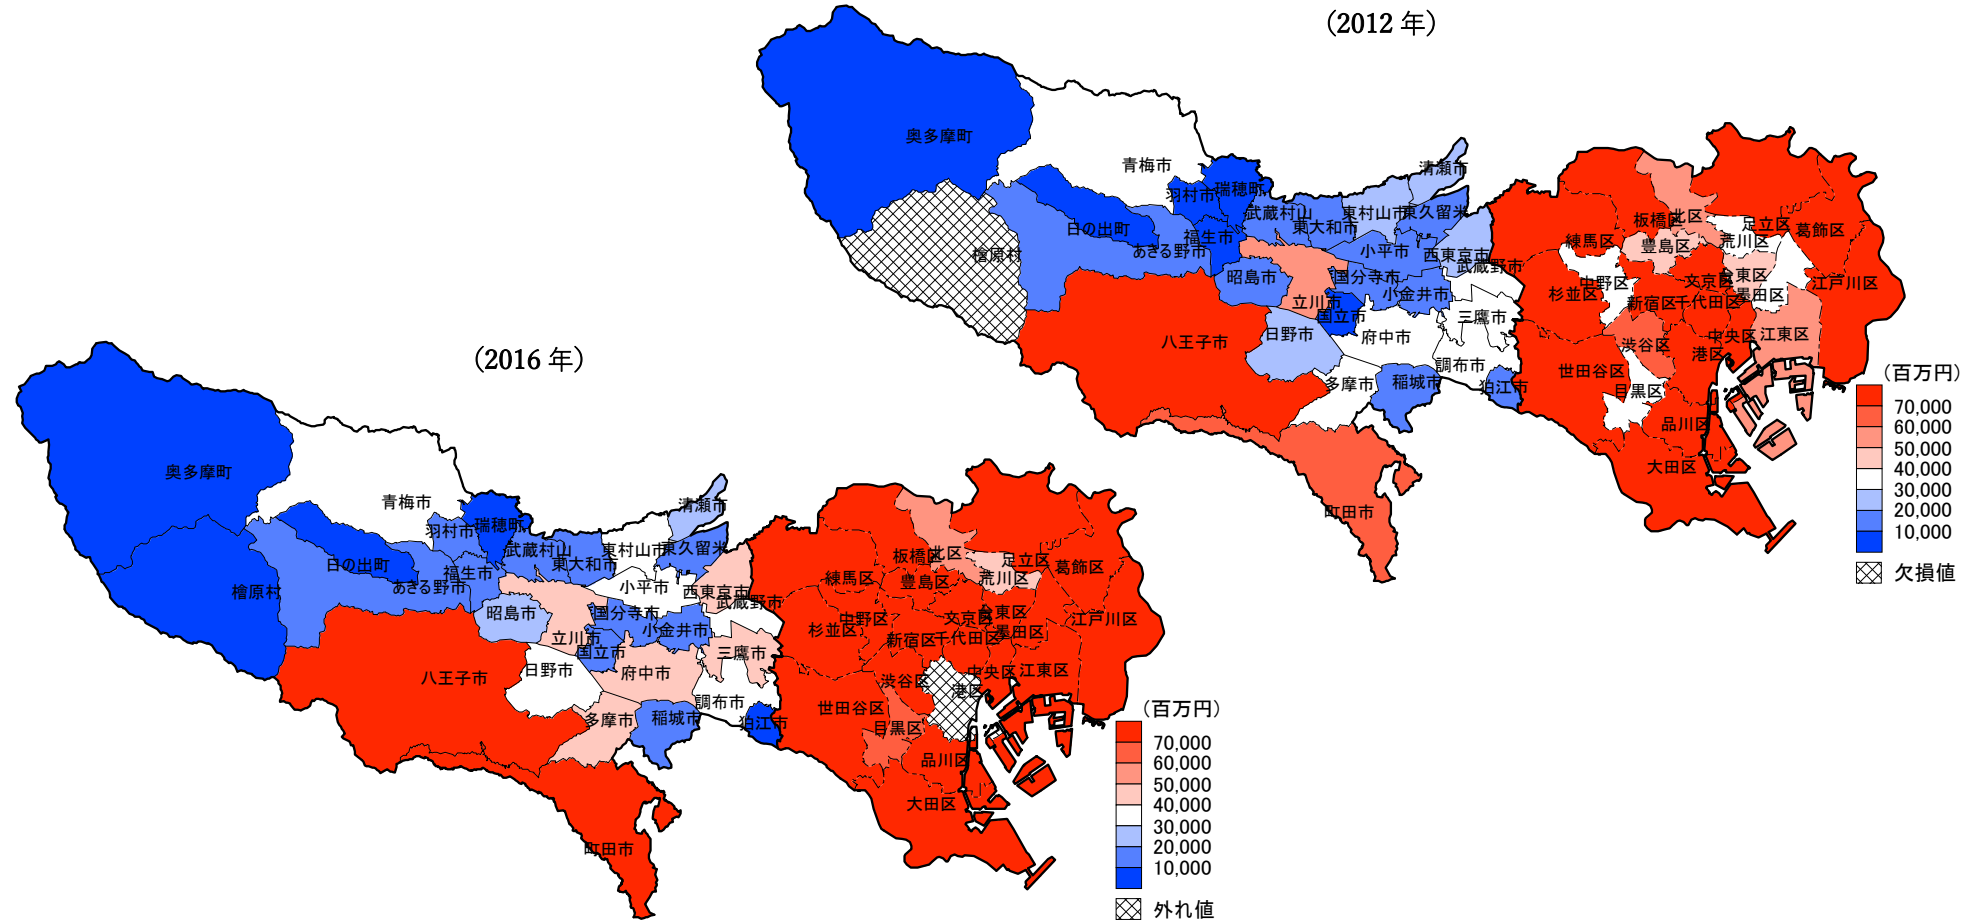 (2012 年)
奥多摩町
青梅市
清瀬市
羽村市
瑞穂町
武蔵村山
東村山市
東久留米
日の出町
福生市
東大和市
板橋区
北区
足立区
荒川区
葛飾区
檜原村
あきる野市
小平市
西東京市
武蔵野市
練馬区
豊島区
昭島市
国分寺市
小金井市
中野区
杉並区
文京区
台東区
墨田区
江戸川区
立川市
国立市
新宿区
千代田区
八王子市
日野市
府中市
三鷹市
渋谷区
中央区
江東区
港区
調布市
世田谷区
多摩市
稲城市
狛江市
目黒区
品川区
大田区
町田市
(百万円)
70,000
60,000
50,000
40,000
30,000
20,000
10,000
欠損値
(2016 年)
奥多摩町
青梅市
清瀬市
羽村市
瑞穂町
武蔵村山
東村山市
東久留米
日の出町
福生市
東大和市
板橋区
北区
足立区
荒川区
葛飾区
檜原村
あきる野市
小平市
西東京市
武蔵野市
練馬区
豊島区
昭島市
国分寺市
小金井市
中野区
杉並区
文京区
台東区
墨田区
江戸川区
立川市
国立市
新宿区
千代田区
八王子市
日野市
府中市
三鷹市
渋谷区
中央区
江東区
港区
調布市
世田谷区
多摩市
稲城市
狛江市
目黒区
品川区
大田区
町田市
(百万円)
70,000
60,000
50,000
40,000
30,000
20,000
10,000
外れ値